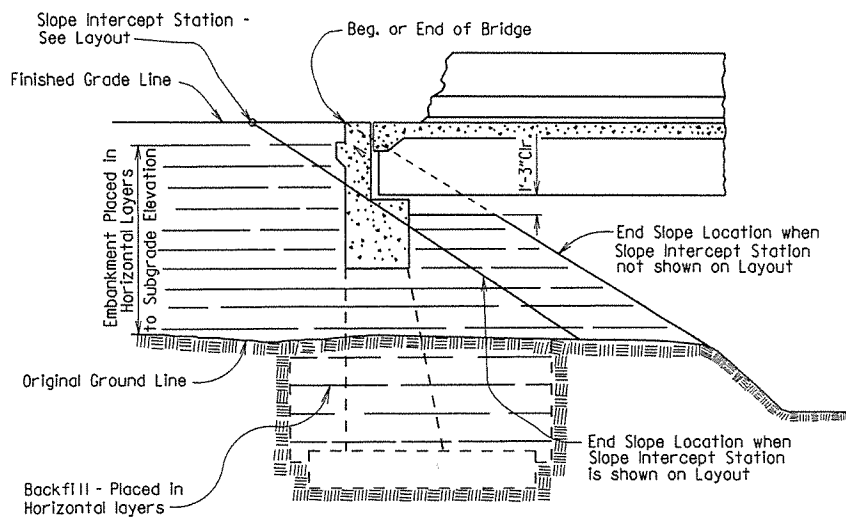 Slope Intercept Station -
See Layout
Beg. or End of Bridge
Finished Grade Line
1'-3"Clr
Embankment Placed In
Horizontal Layers
to Subgrade Elevation
End Slope Location when
Slope Intercept Station
not shown on Layout
Original Ground Line
End Slope Location when
Slope Intercept Station
is shown on Layout
Backfill - Placed in
Horizontal layers